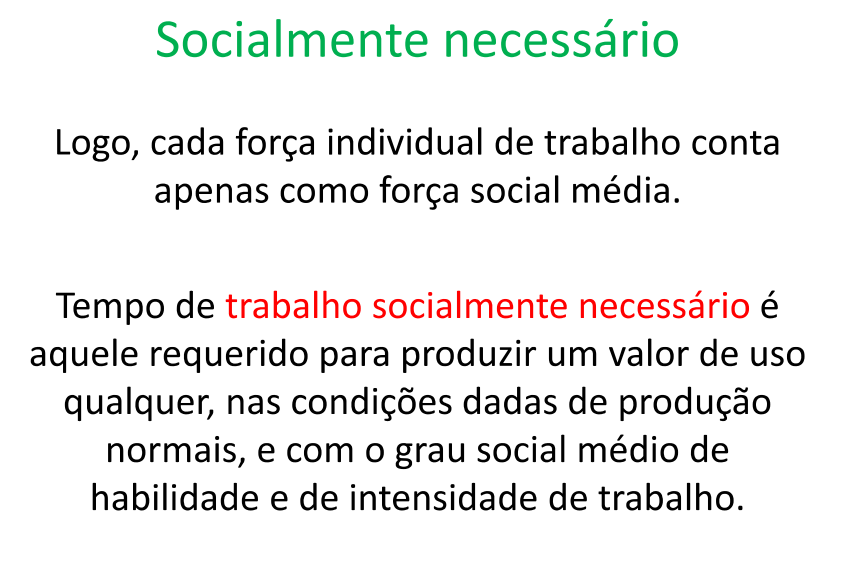 Socialmente necessário
Logo, cada força individual de trabalho conta
apenas como força social média.
Tempo de trabalho socialmente necessário é
aquele requerido para produzir um valor de uso
qualquer, nas condições dadas de produção
normais, e com o grau social médio de
habilidade e de intensidade de trabalho.